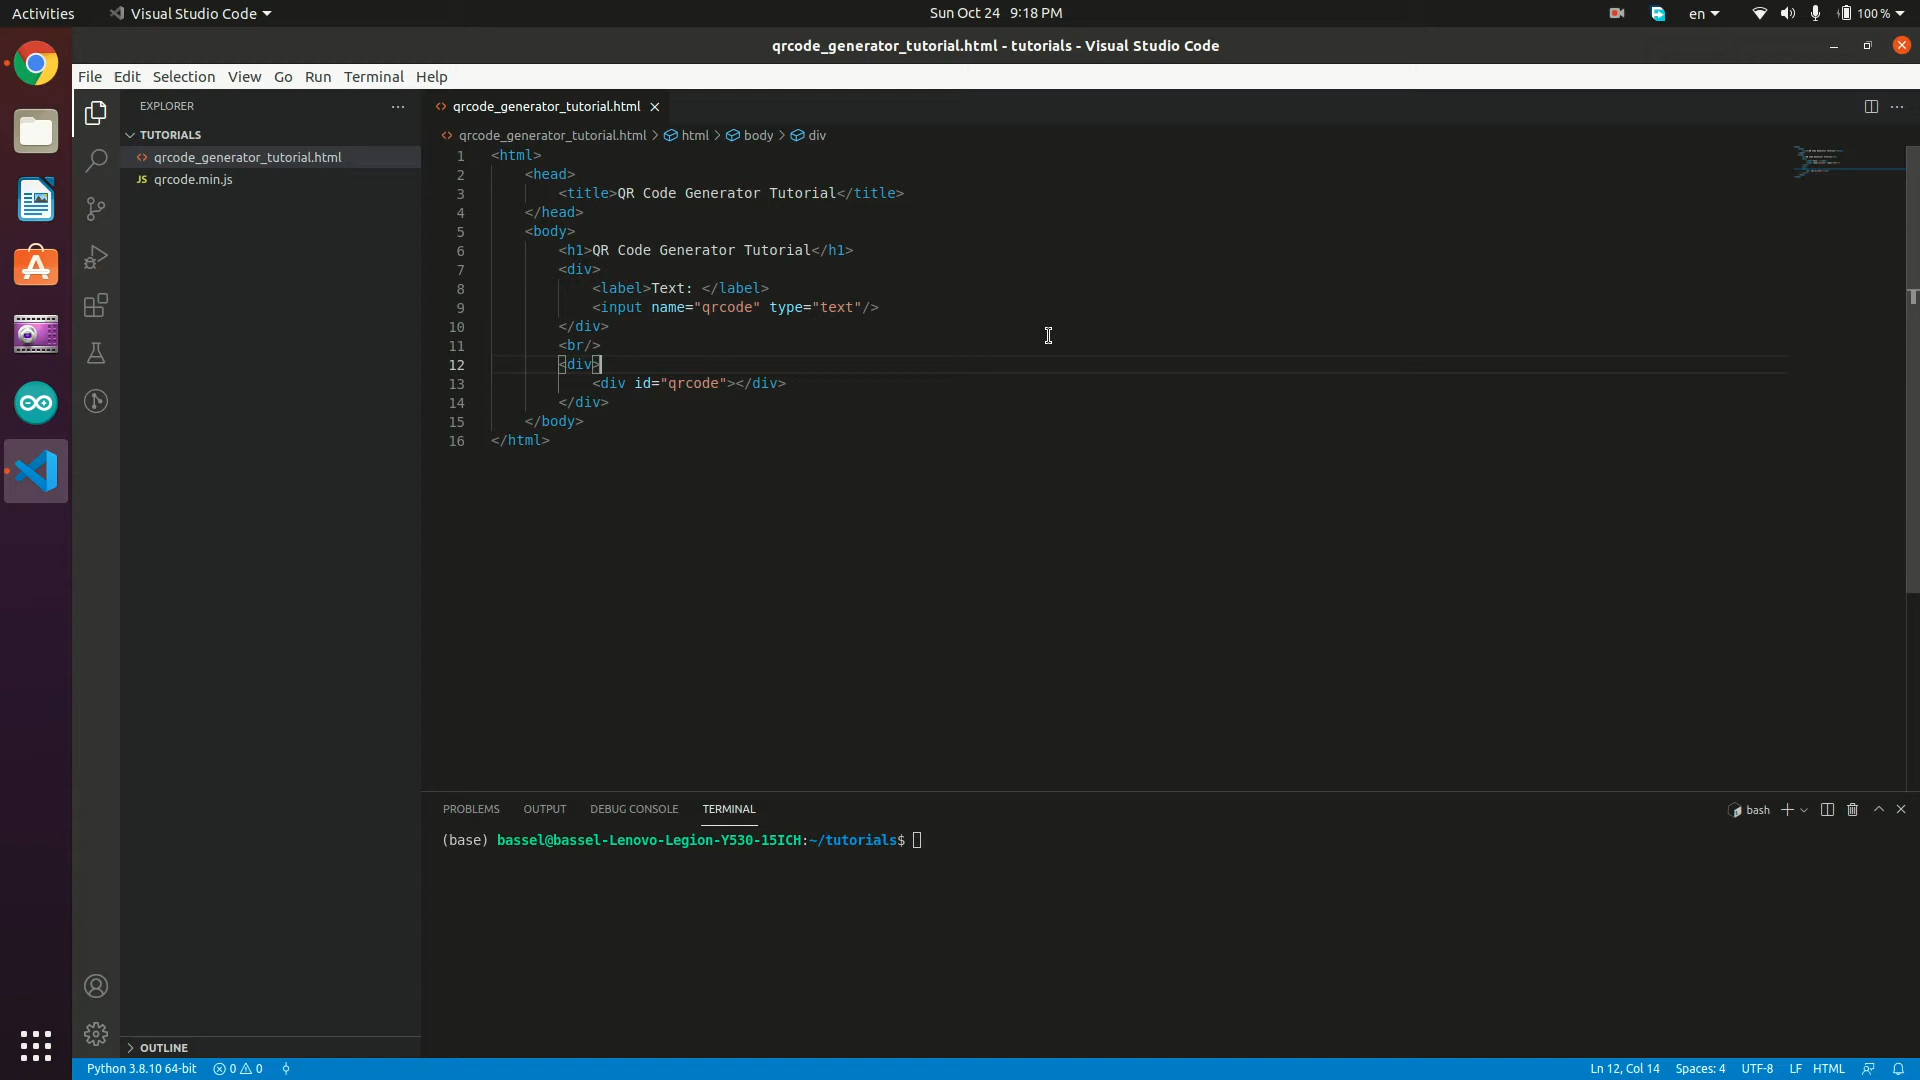 Activities Visual Studio Code Sun Oct 24 9:18 PM en 100 %
qrcode_generator_tutorial.html - tutorials - Visual Studio Code
File Edit Selection View Go Run Terminal Help
EXPLORER
TUTORIALS
qrcode_generator_tutorial.html
JS qrcode.min.js
OUTLINE
qrcode_generator_tutorial.html
qrcode_generator_tutorial.html > html > body > div
1 <html>
2 <head>
3 <title>QR Code Generator Tutorial</title>
4 </head>
5 <body>
6 <h1>QR Code Generator Tutorial</h1>
7 <div>
8 <label>Text: </label>
9 <input name="qrcode" type="text"/>
10 </div>
11 <br/>
12 <div>
13 <div id="qrcode"></div>
14 </div>
15 </body>
16 </html>
PROBLEMS OUTPUT DEBUG CONSOLE TERMINAL bash
(base) bassel@bassel-Lenovo-Legion-Y530-15ICH:~/tutorials$
Python 3.8.10 64-bit 0 0 Ln 12, Col 14 Spaces: 4 UTF-8 LF HTML